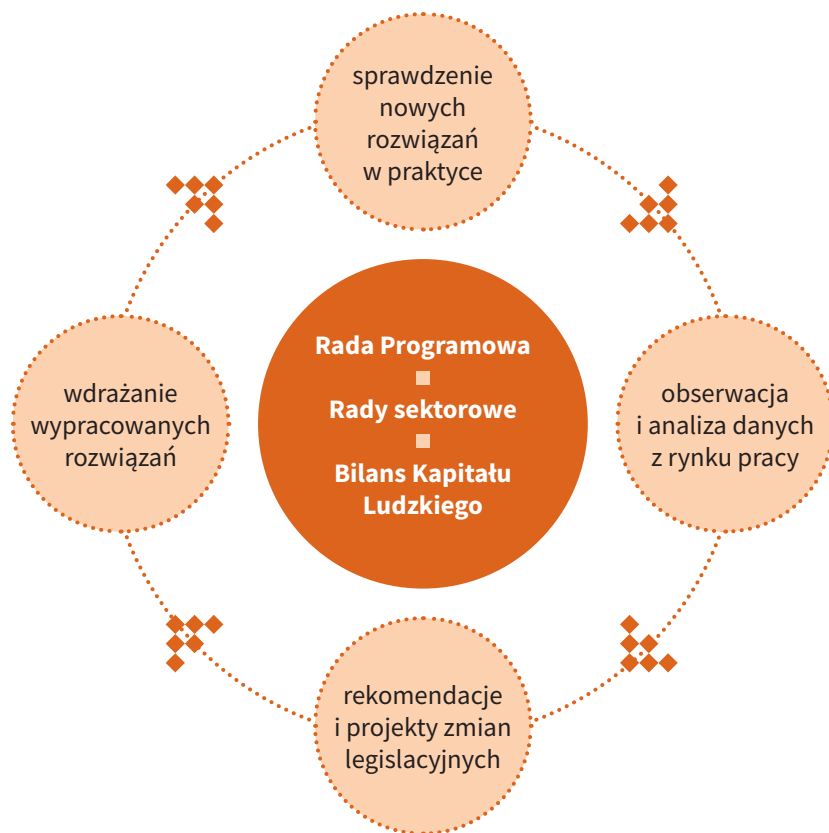 sprawdzenie
nowych
rozwiązań
w praktyce
wdrażanie
wypracowanych
rozwiązań
Rada Programowa
Rady sektorowe
Bilans Kapitału
Ludzkiego
obserwacja
i analiza danych
z rynku pracy
rekomendacje
i projekty zmian
legislacyjnych